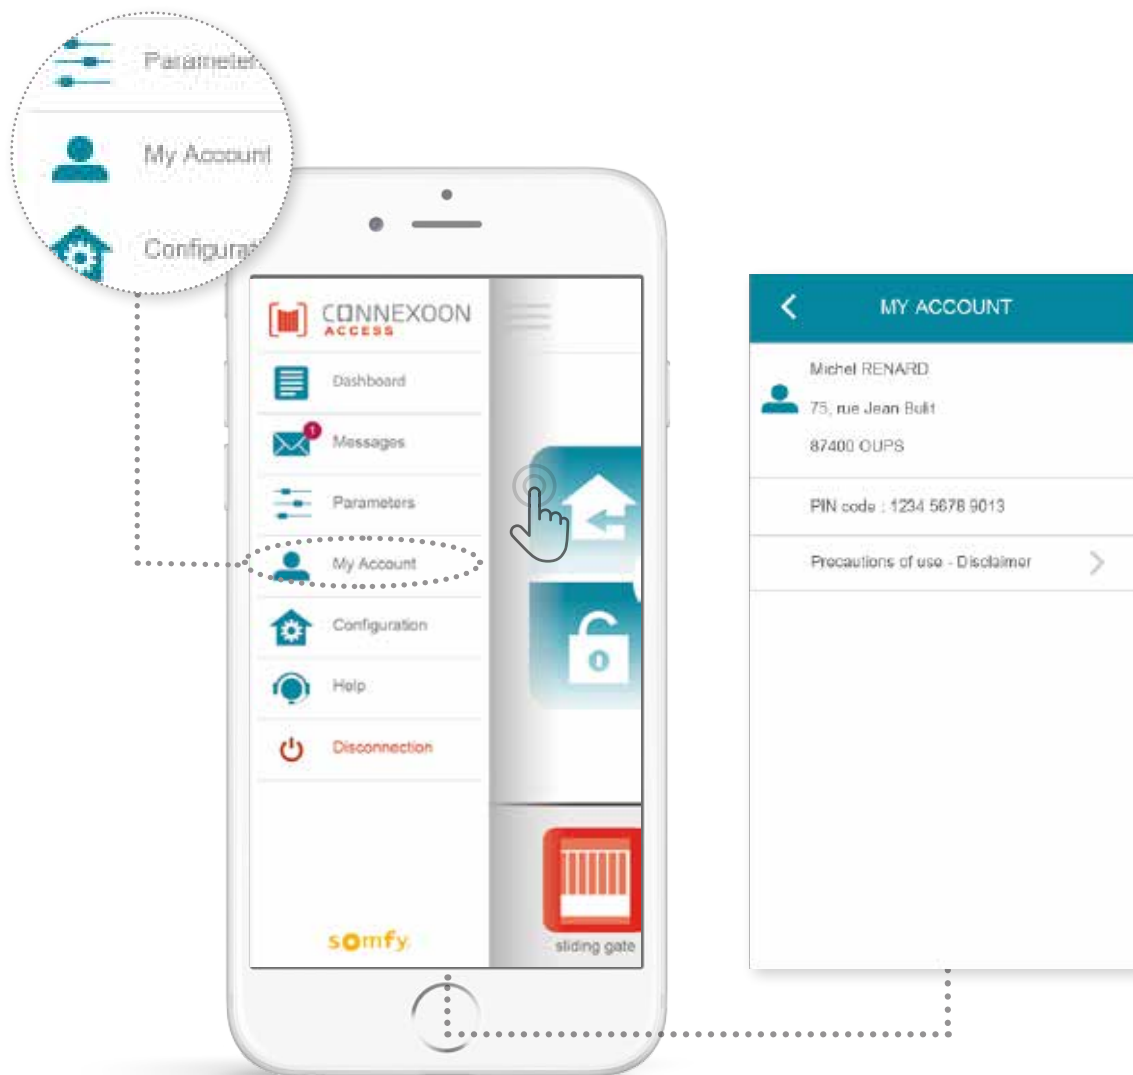 Parameter
My Account
Configurat
CONNEXOON
ACCESS
Dashboard
1
Messages
Parameters
My Account
Configuration
Help
Disconnection
somfy
sliding gate
MY ACCOUNT
Michel RENARD
75, rue Jean Bulit
87400 OUPS
PIN code : 1234 5678 9013
Precautions of use - Disclaimer